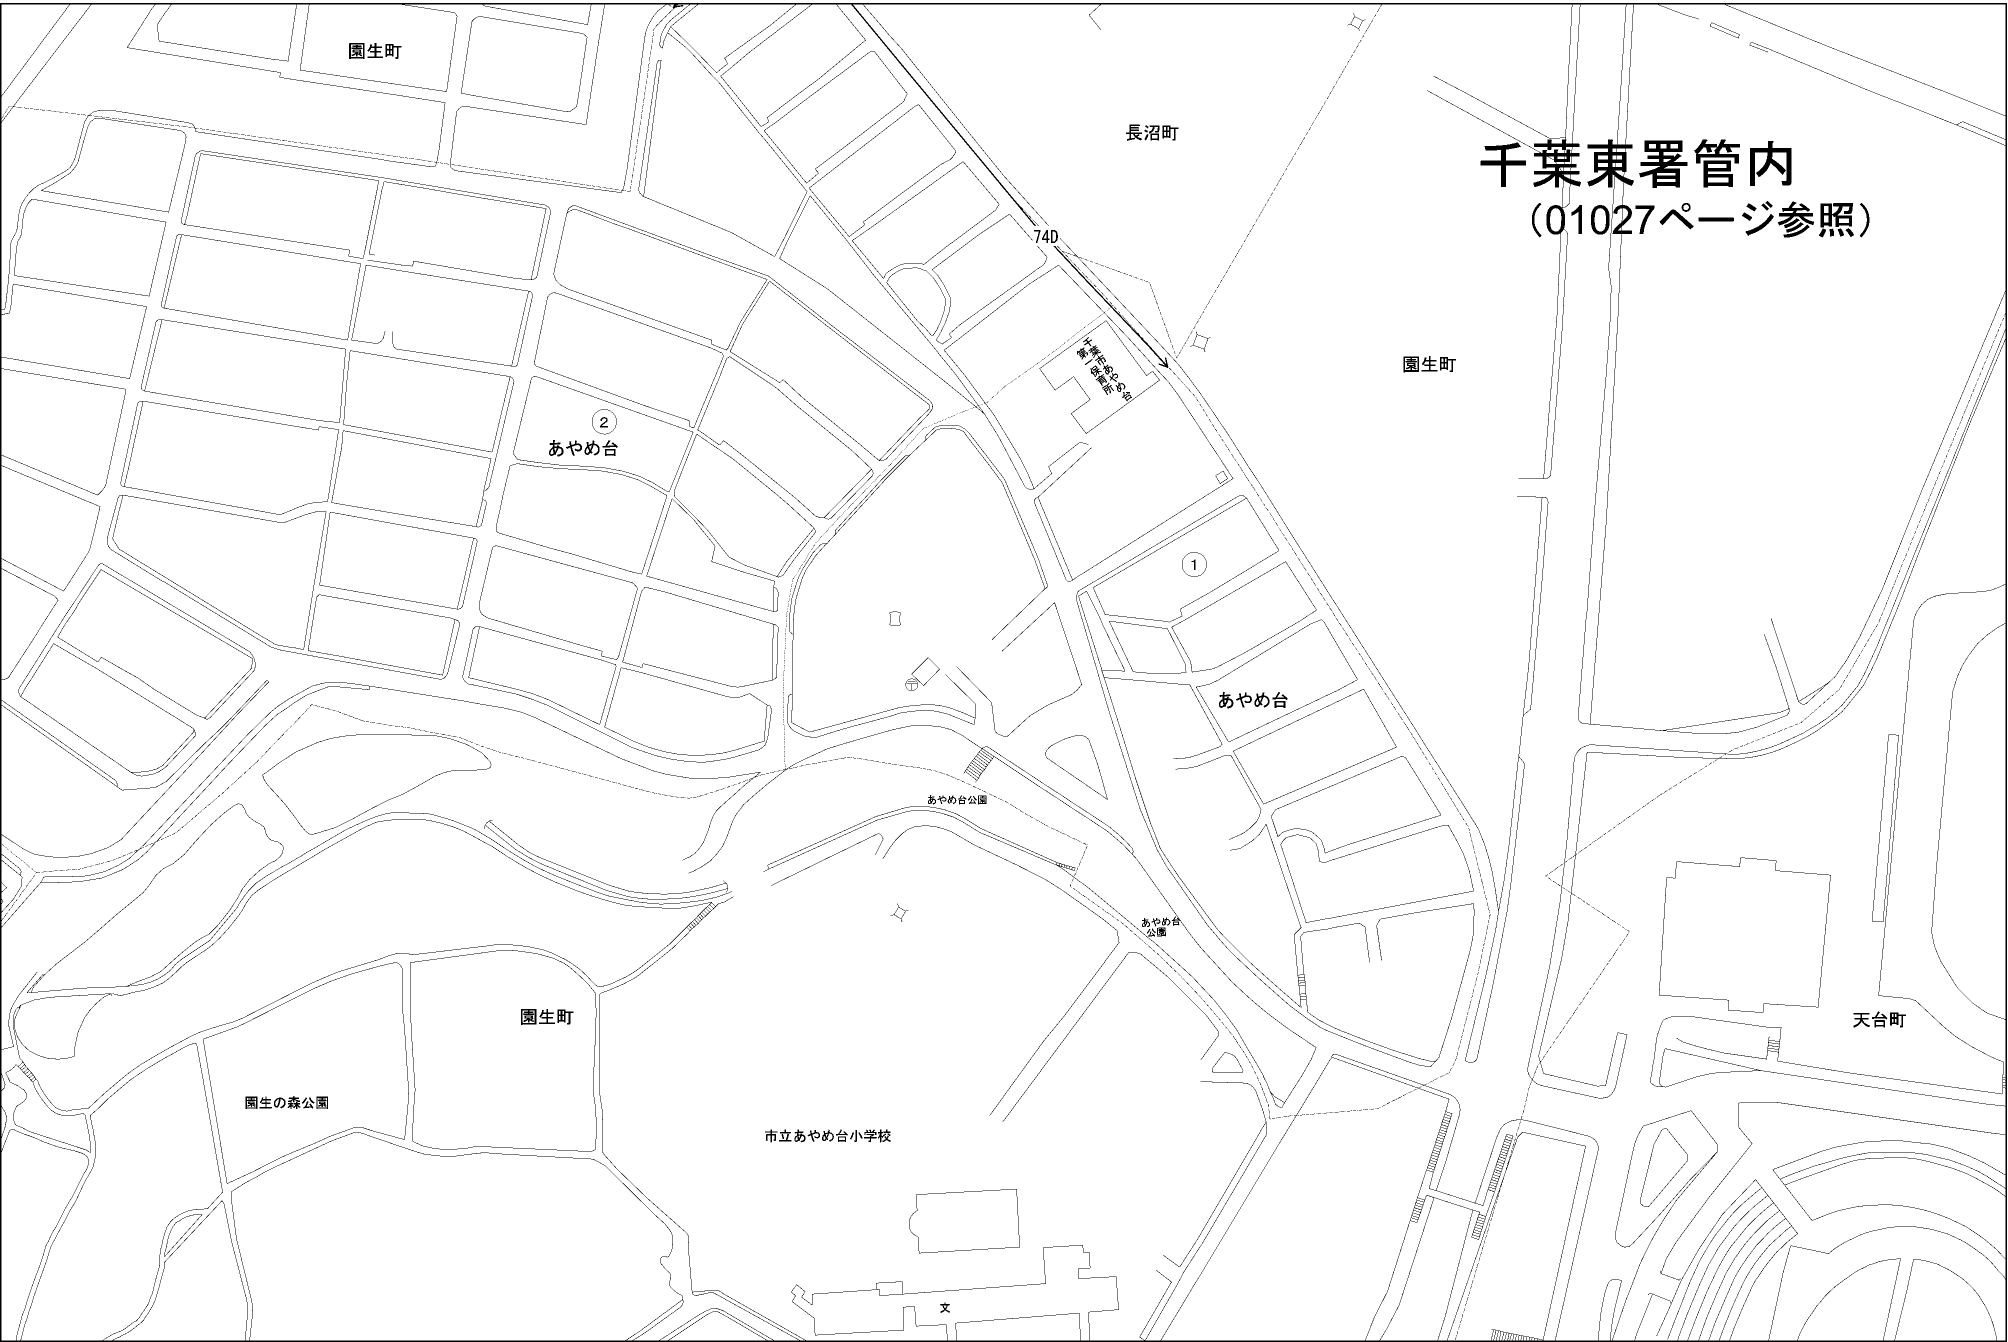 園生町
長沼町
千葉東署管内
（01027ページ参照）
74D
千葉市あやめ台
第一保育所
園生町
2
あやめ台
1
あやめ台
あやめ台公園
あやめ台
公園
園生町
天台町
園生の森公園
市立あやめ台小学校
文